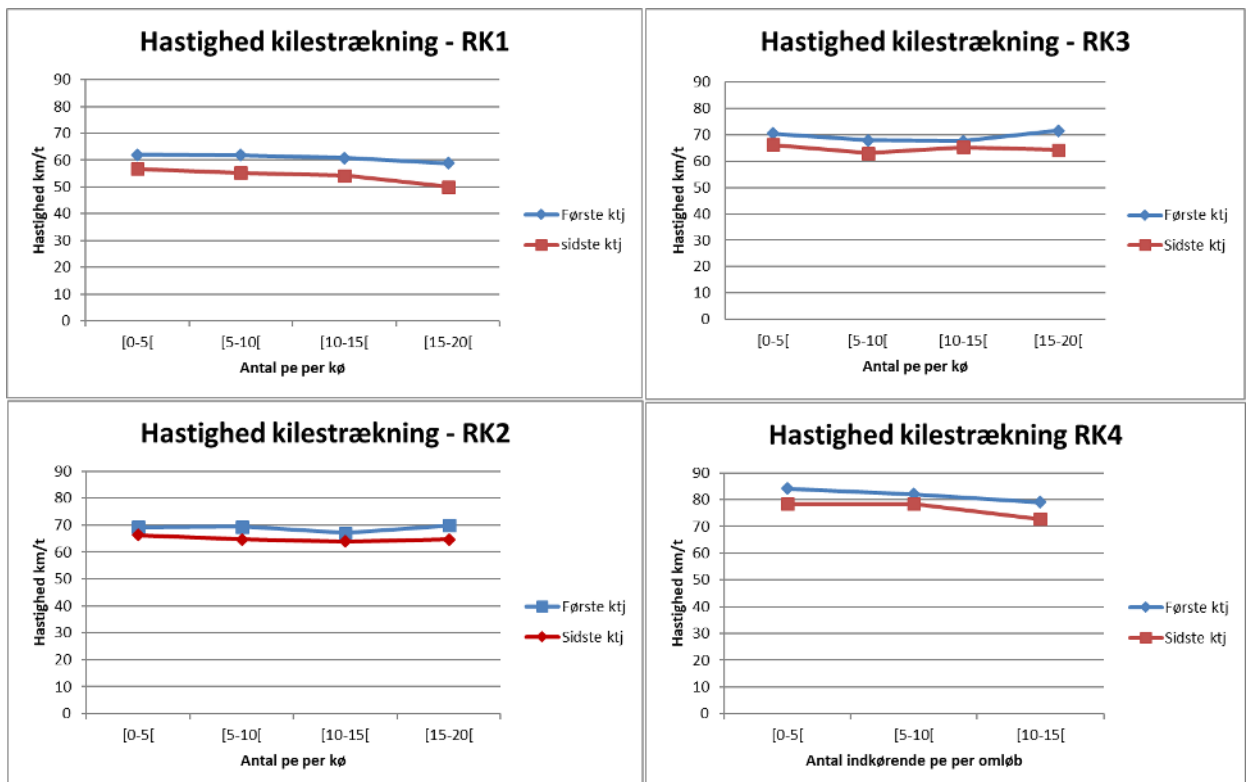 Hastighed kilestrækning - RK1
90
80
70
60
50
40
30
20
10
0
Hastighed km/t
[0-5[ [5-10[ [10-15[ [15-20[
Antal pe per kø
Første ktj
sidste ktj
Hastighed kilestrækning - RK3
90
80
70
60
50
40
30
20
10
0
Hastighed km/t
[0-5[ [5-10[ [10-15[ [15-20[
Antal pe per kø
Første ktj
Sidste ktj
Hastighed kilestrækning - RK2
90
80
70
60
50
40
30
20
10
0
Hastighed km/t
[0-5[ [5-10[ [10-15[ [15-20[
Antal pe per kø
Første ktj
Sidste ktj
Hastighed kilestrækning RK4
90
80
70
60
50
40
30
20
10
0
Hastighed km/t
[0-5[ [5-10[ [10-15[
Antal indkørende pe per omløb
Første ktj
Sidste ktj